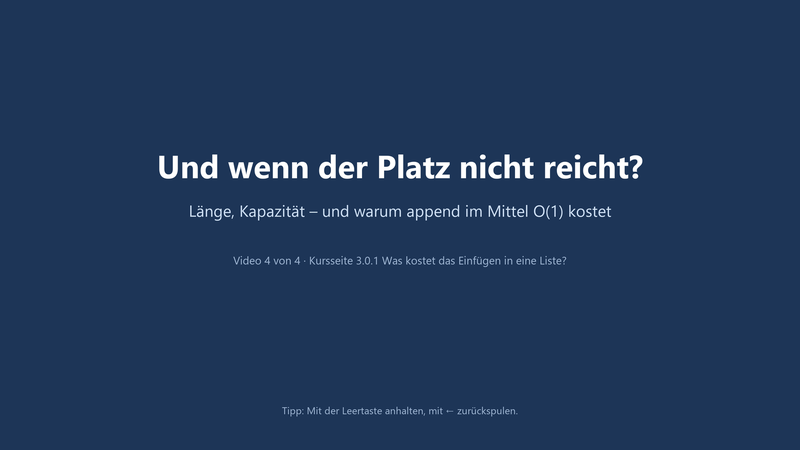 Und wenn der Platz nicht reicht?
Länge, Kapazität – und warum append im Mittel O(1) kostet
Video 4 von 4 · Kursseite 3.0.1 Was kostet das Einfügen in eine Liste?
Tipp: Mit der Leertaste anhalten, mit ← zurückspulen.